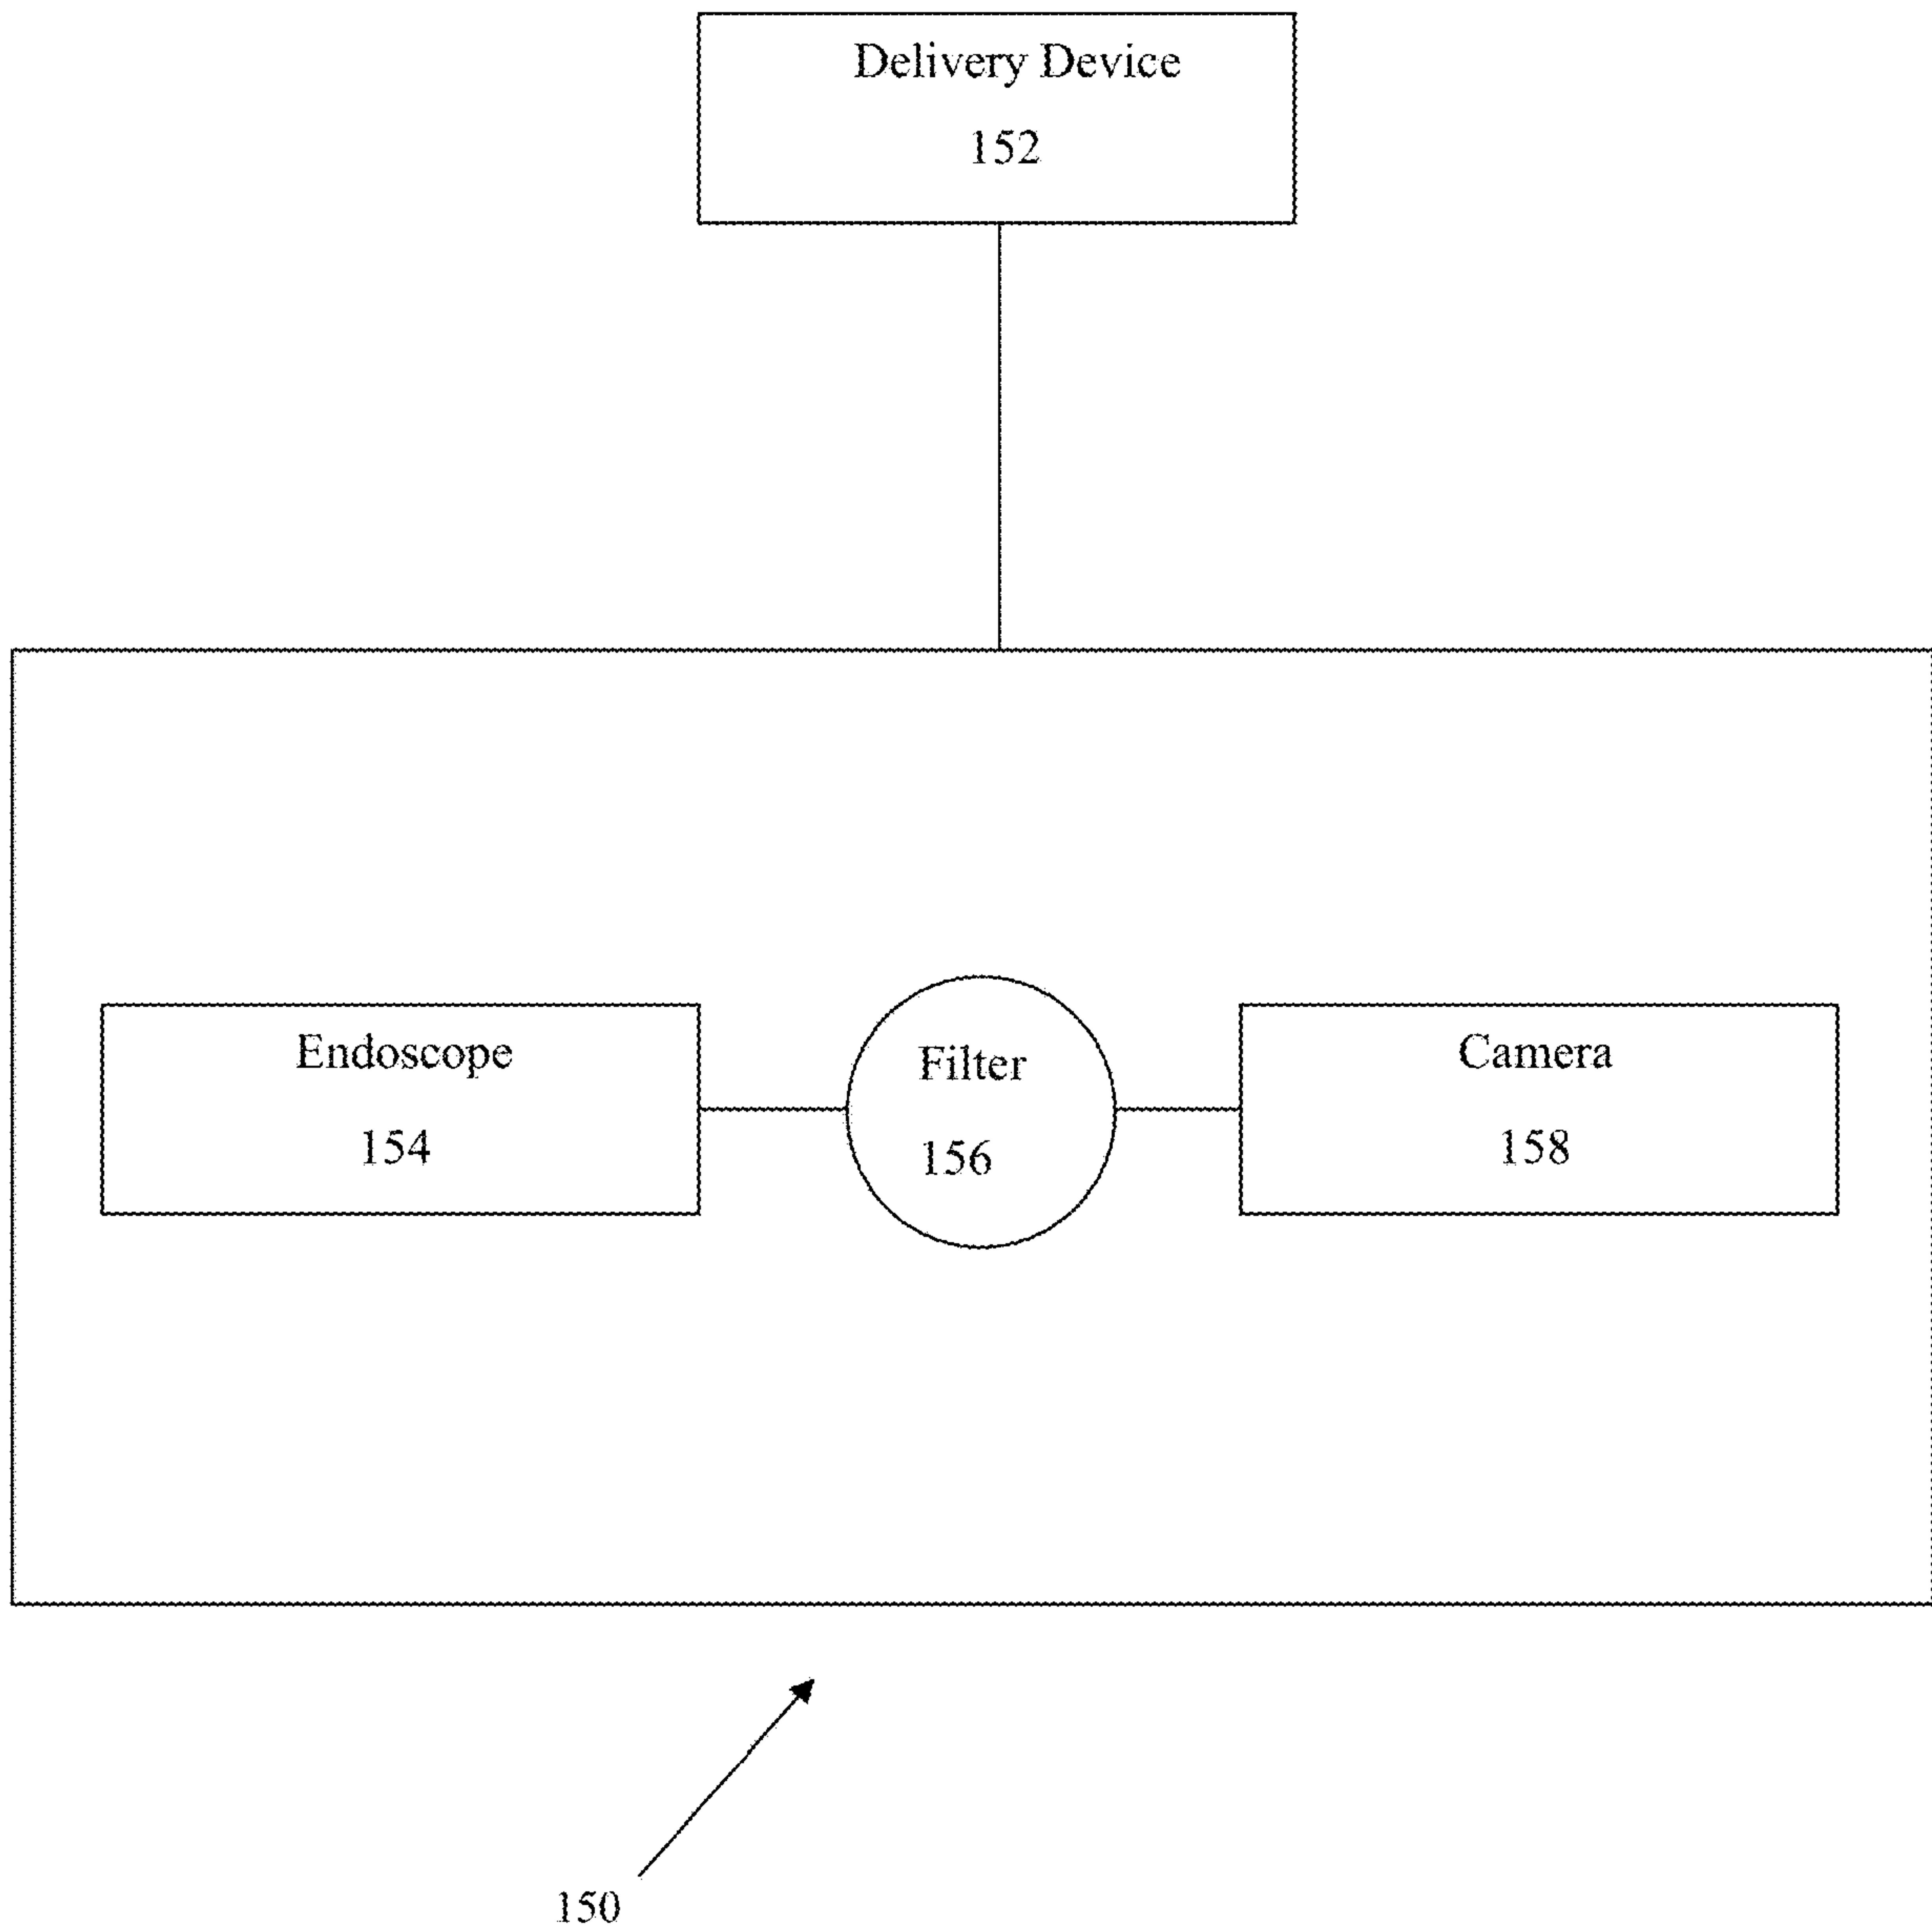 Delivery Device
152
Endoscope
154
Filter
156
Camera
158
150